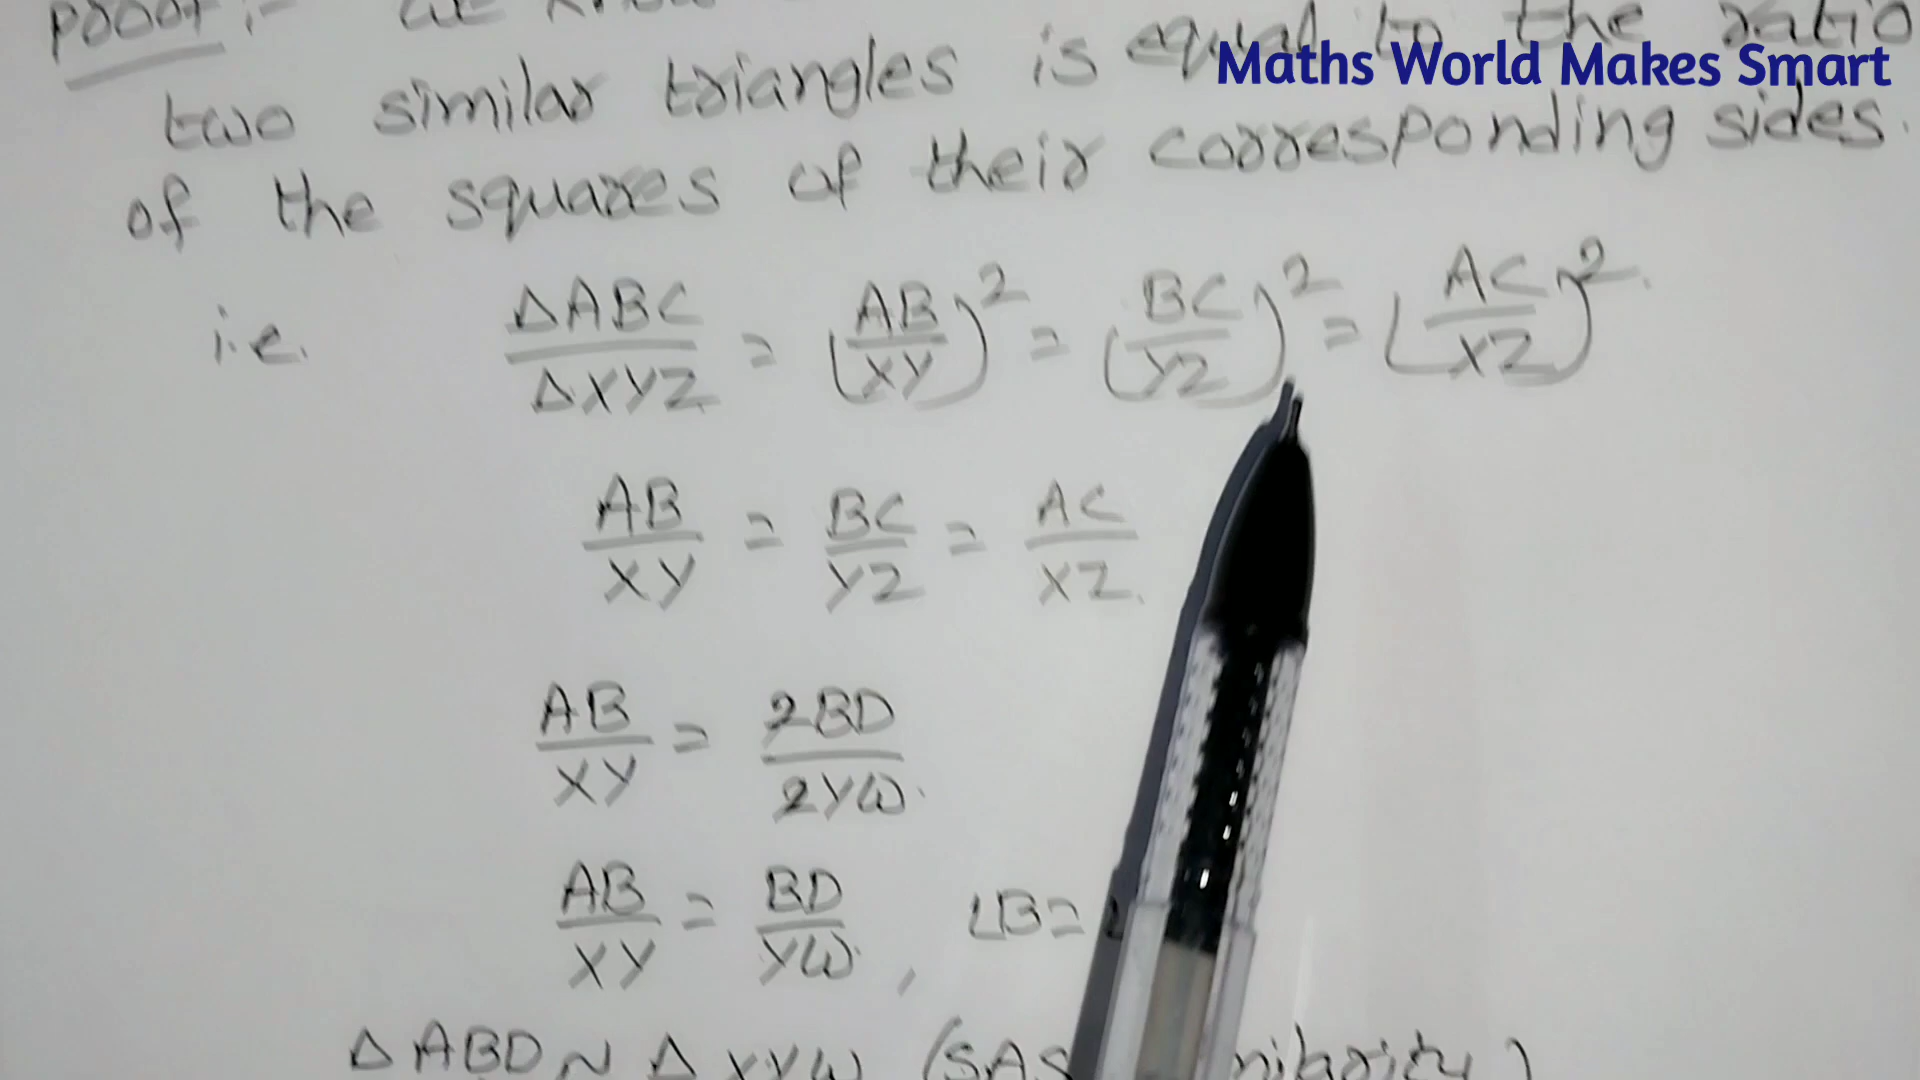 Proof :- We know
two similar triangles is equal to the ratio
of the squares of their corresponding sides.
Maths World Makes Smart
i.e. ΔABC/ΔXYZ = (AB/XY)² = (BC/YZ)² = (AC/XZ)²
AB/XY = BC/YZ = AC/XZ
AB/XY = 2BD/2YW
AB/XY = BD/YW, ∠B =
ΔABD ~ ΔXYW (SAS